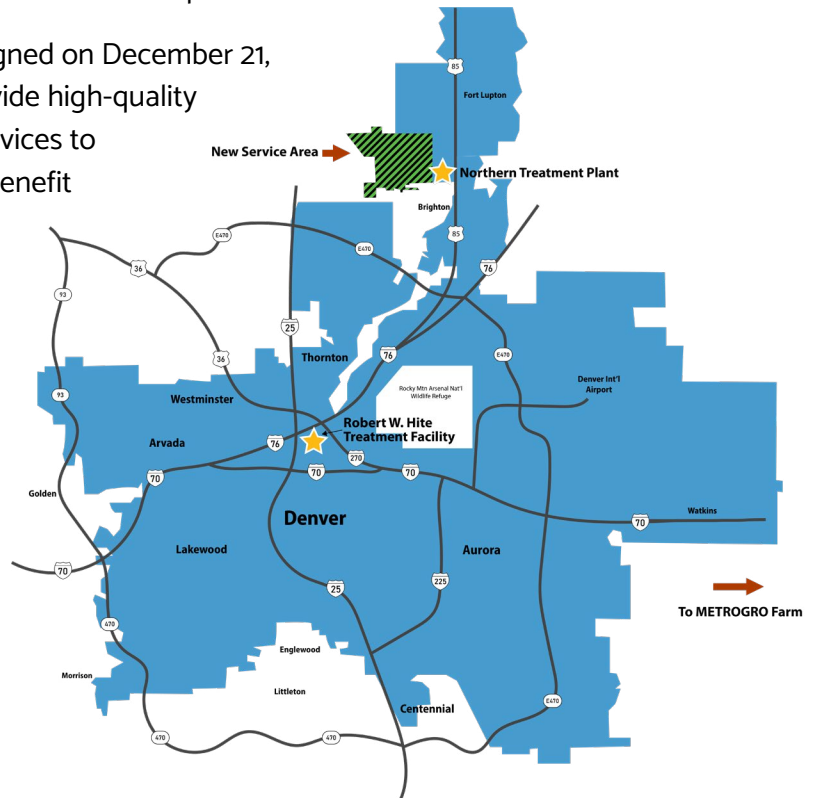 gned on December 21,
vide high-quality
vices to
enefit
85
Fort Lupton
New Service Area
Northern Treatment Plant
Brighton
E470
85
E470
36
76
93
25
E470
76
36
Thornton
Denver Int'l
Airport
Rocky Mtn Arsenal Nat'l
Wildlife Refuge
93
Westminster
Robert W. Hite
Treatment Facility
Arvada
76
270
70
70
70
Golden
Watkins
70
Denver
Lakewood
Aurora
70
225
25
To METROGRO Farm
470
Englewood
Morrison
Littleton
Centennial
E470
470
470